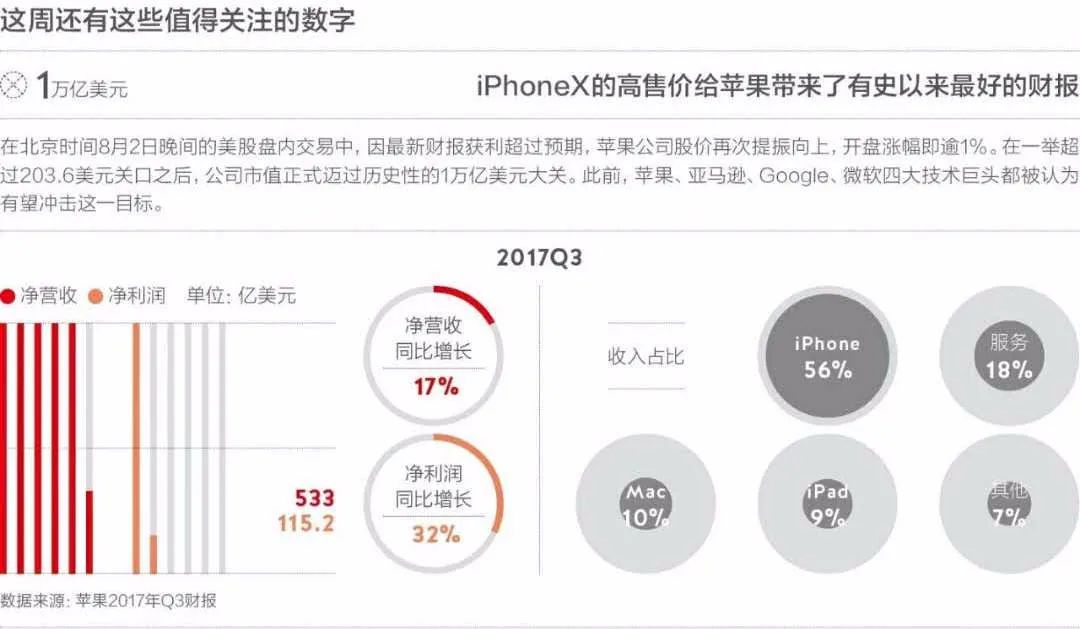 这周还有这些值得关注的数字
1万亿美元
iPhoneX的高售价给苹果带来了有史以来最好的财报
在北京时间8月2日晚间的美股盘内交易中，因最新财报获利超过预期，苹果公司股价再次提振向上，开盘涨幅即逾1%。在一举超
过203.6美元关口之后，公司市值正式迈过历史性的1万亿美元大关。此前，苹果、亚马逊、Google、微软四大技术巨头都被认为
有望冲击这一目标。
2017Q3
净营收 净利润 单位：亿美元
533
115.2
净营收
同比增长
17%
净利润
同比增长
32%
收入占比
iPhone
56%
服务
18%
Mac
10%
iPad
9%
其他
7%
数据来源：苹果2017年Q3财报